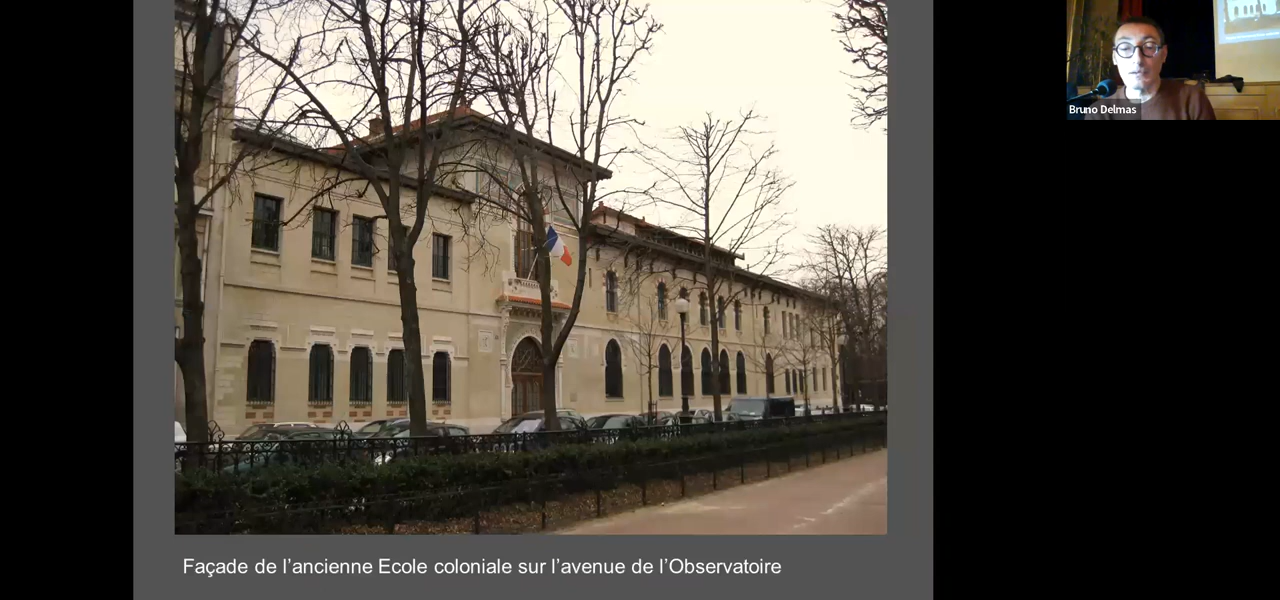 Bruno Delmas
Façade de l’ancienne Ecole coloniale sur l’avenue de l’Observatoire